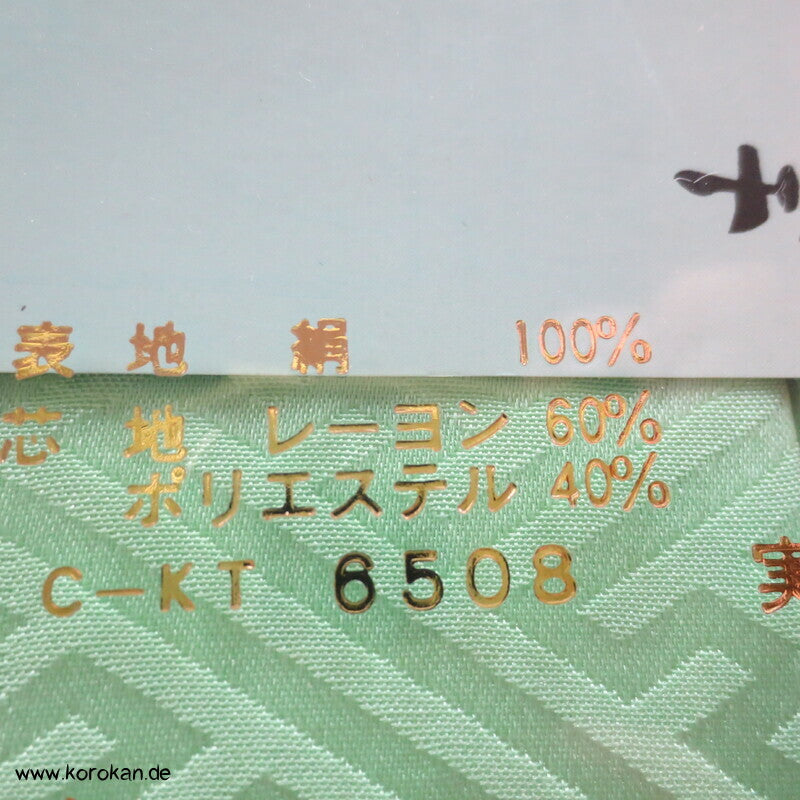 表地 絹 100%
芯地 レーヨン 60%
ポリエステル 40%
C-KT 6508
実
www.korokan.de